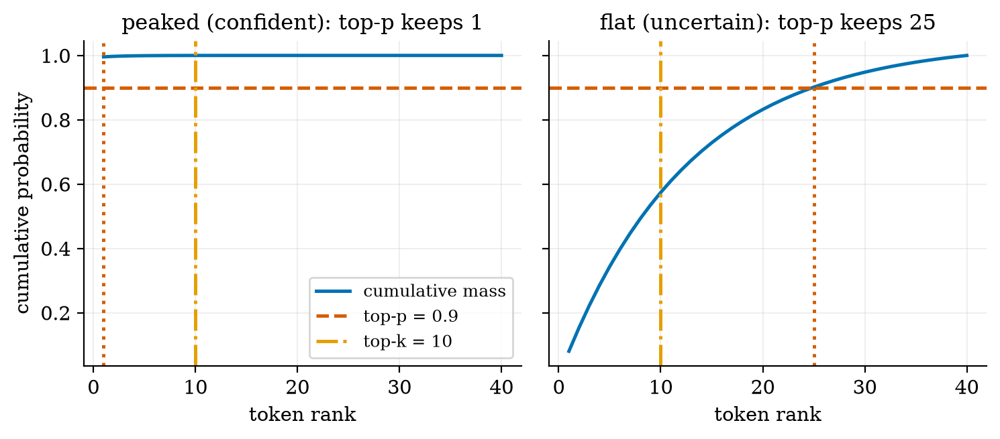 peaked (confident): top-p keeps 1
cumulative probability
1.0
0.8
0.6
0.4
0.2
cumulative mass
top-p = 0.9
top-k = 10
0 10 20 30 40
token rank
flat (uncertain): top-p keeps 25
0 10 20 30 40
token rank